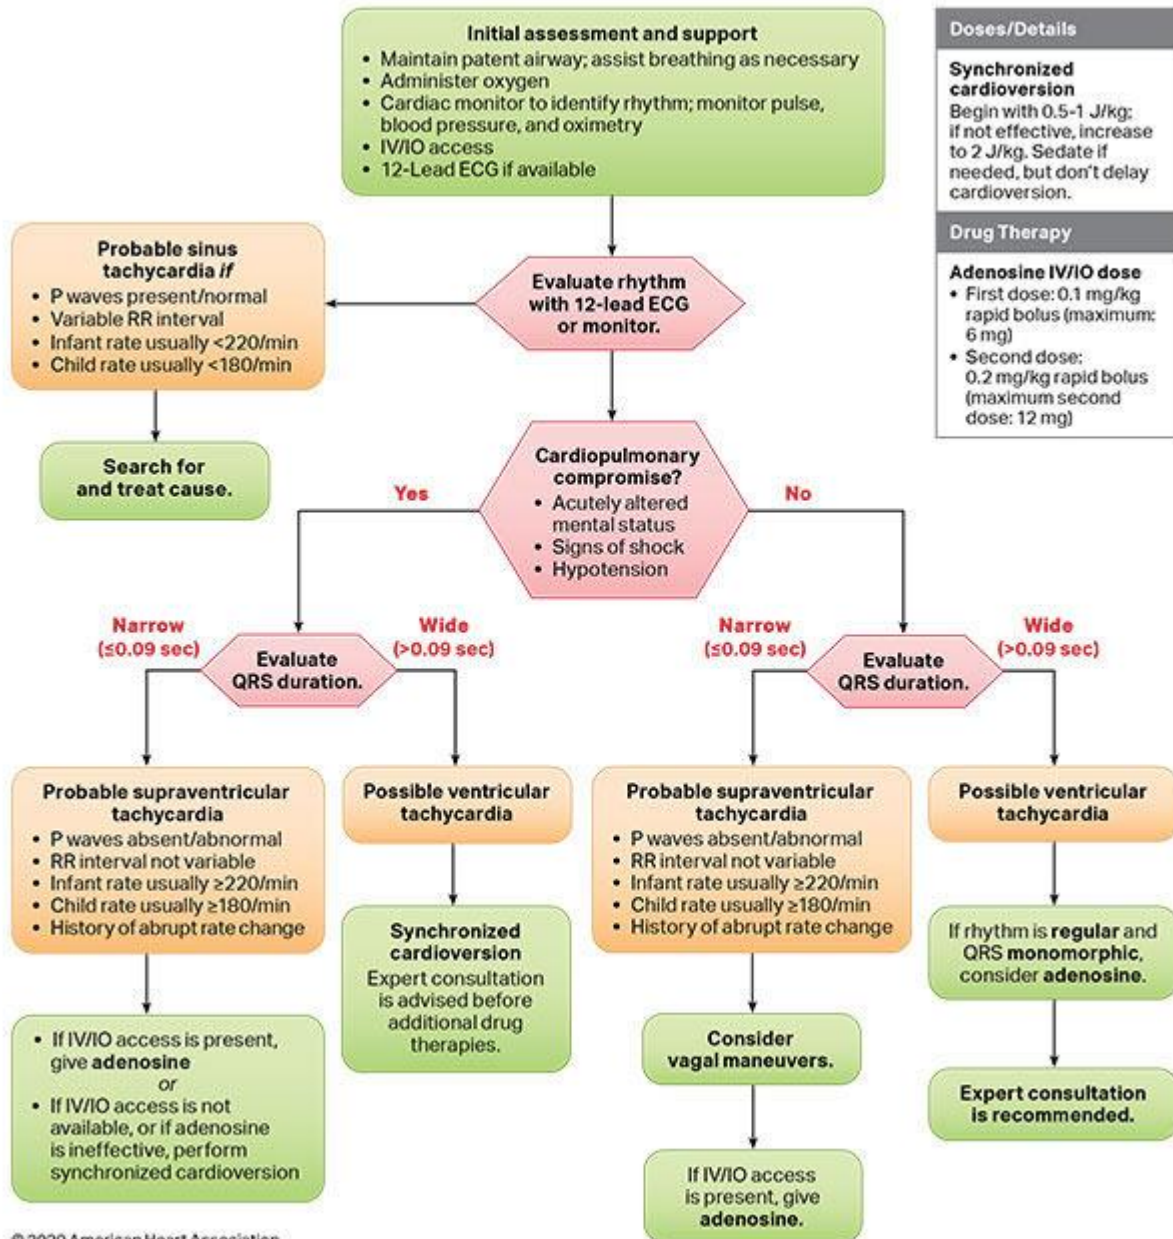 Initial assessment and support
• Maintain patent airway; assist breathing as necessary
• Administer oxygen
• Cardiac monitor to identify rhythm; monitor pulse,
blood pressure, and oximetry
• IV/IO access
• 12-Lead ECG if available
Doses/Details
Synchronized
cardioversion
Begin with 0.5-1 J/kg;
if not effective, increase
to 2 J/kg. Sedate if
needed, but don't delay
cardioversion.
Drug Therapy
Adenosine IV/IO dose
• First dose: 0.1 mg/kg
rapid bolus (maximum:
6 mg)
• Second dose:
0.2 mg/kg rapid bolus
(maximum second
dose: 12 mg)
Probable sinus
tachycardia if
• P waves present/normal
• Variable RR interval
• Infant rate usually <220/min
• Child rate usually <180/min
Evaluate rhythm
with 12-lead ECG
or monitor.
Search for
and treat cause.
Cardiopulmonary
compromise?
• Acutely altered
mental status
• Signs of shock
• Hypotension
Yes
No
Narrow
(≤0.09 sec)
Evaluate
QRS duration.
Wide
(>0.09 sec)
Narrow
(≤0.09 sec)
Evaluate
QRS duration.
Wide
(>0.09 sec)
Probable supraventricular
tachycardia
• P waves absent/abnormal
• RR interval not variable
• Infant rate usually ≥220/min
• Child rate usually ≥180/min
• History of abrupt rate change
Possible ventricular
tachycardia
Probable supraventricular
tachycardia
• P waves absent/abnormal
• RR interval not variable
• Infant rate usually ≥220/min
• Child rate usually ≥180/min
• History of abrupt rate change
Possible ventricular
tachycardia
• If IV/IO access is present,
give adenosine
or
• If IV/IO access is not
available, or if adenosine
is ineffective, perform
synchronized cardioversion
Synchronized
cardioversion
Expert consultation
is advised before
additional drug
therapies.
Consider
vagal maneuvers.
If IV/IO access
is present, give
adenosine.
If rhythm is regular and
QRS monomorphic,
consider adenosine.
Expert consultation
is recommended.
© 2020 American Heart Association